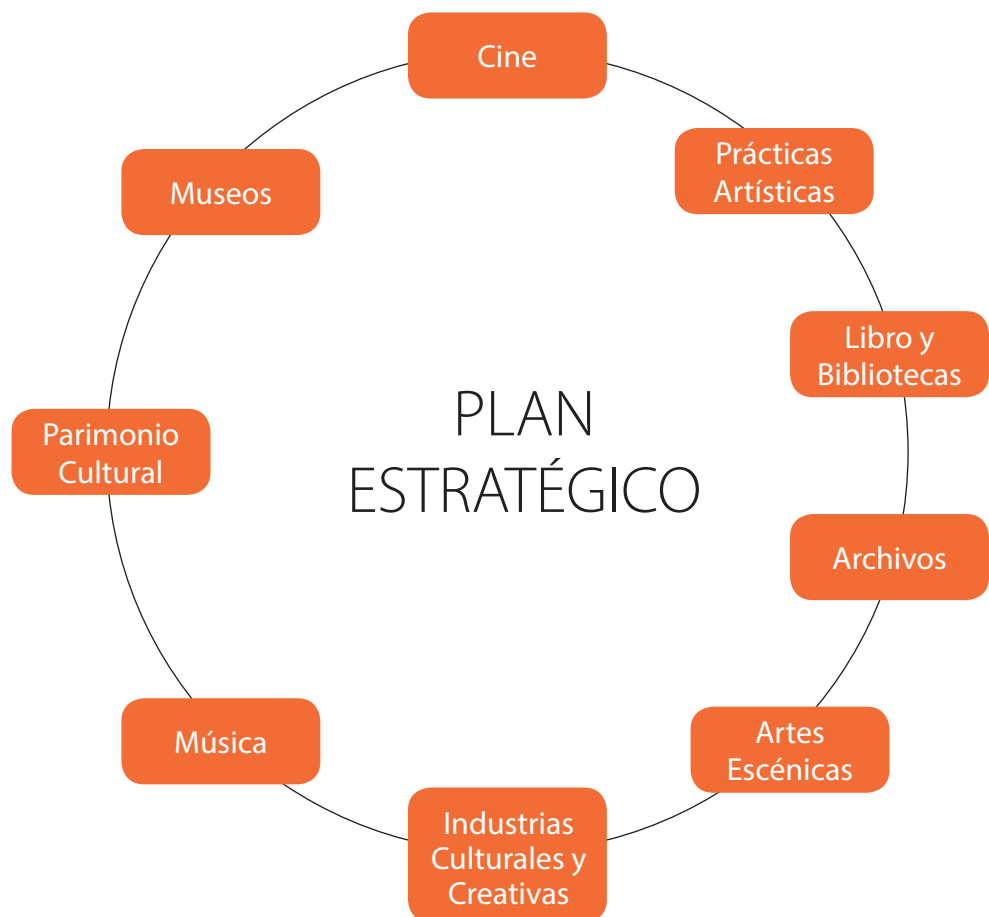 Cine
Prácticas
Artísticas
Libro y
Bibliotecas
Archivos
Artes
Escénicas
Industrias
Culturales y
Creativas
Música
Parimonio
Cultural
Museos
PLAN
ESTRATÉGICO